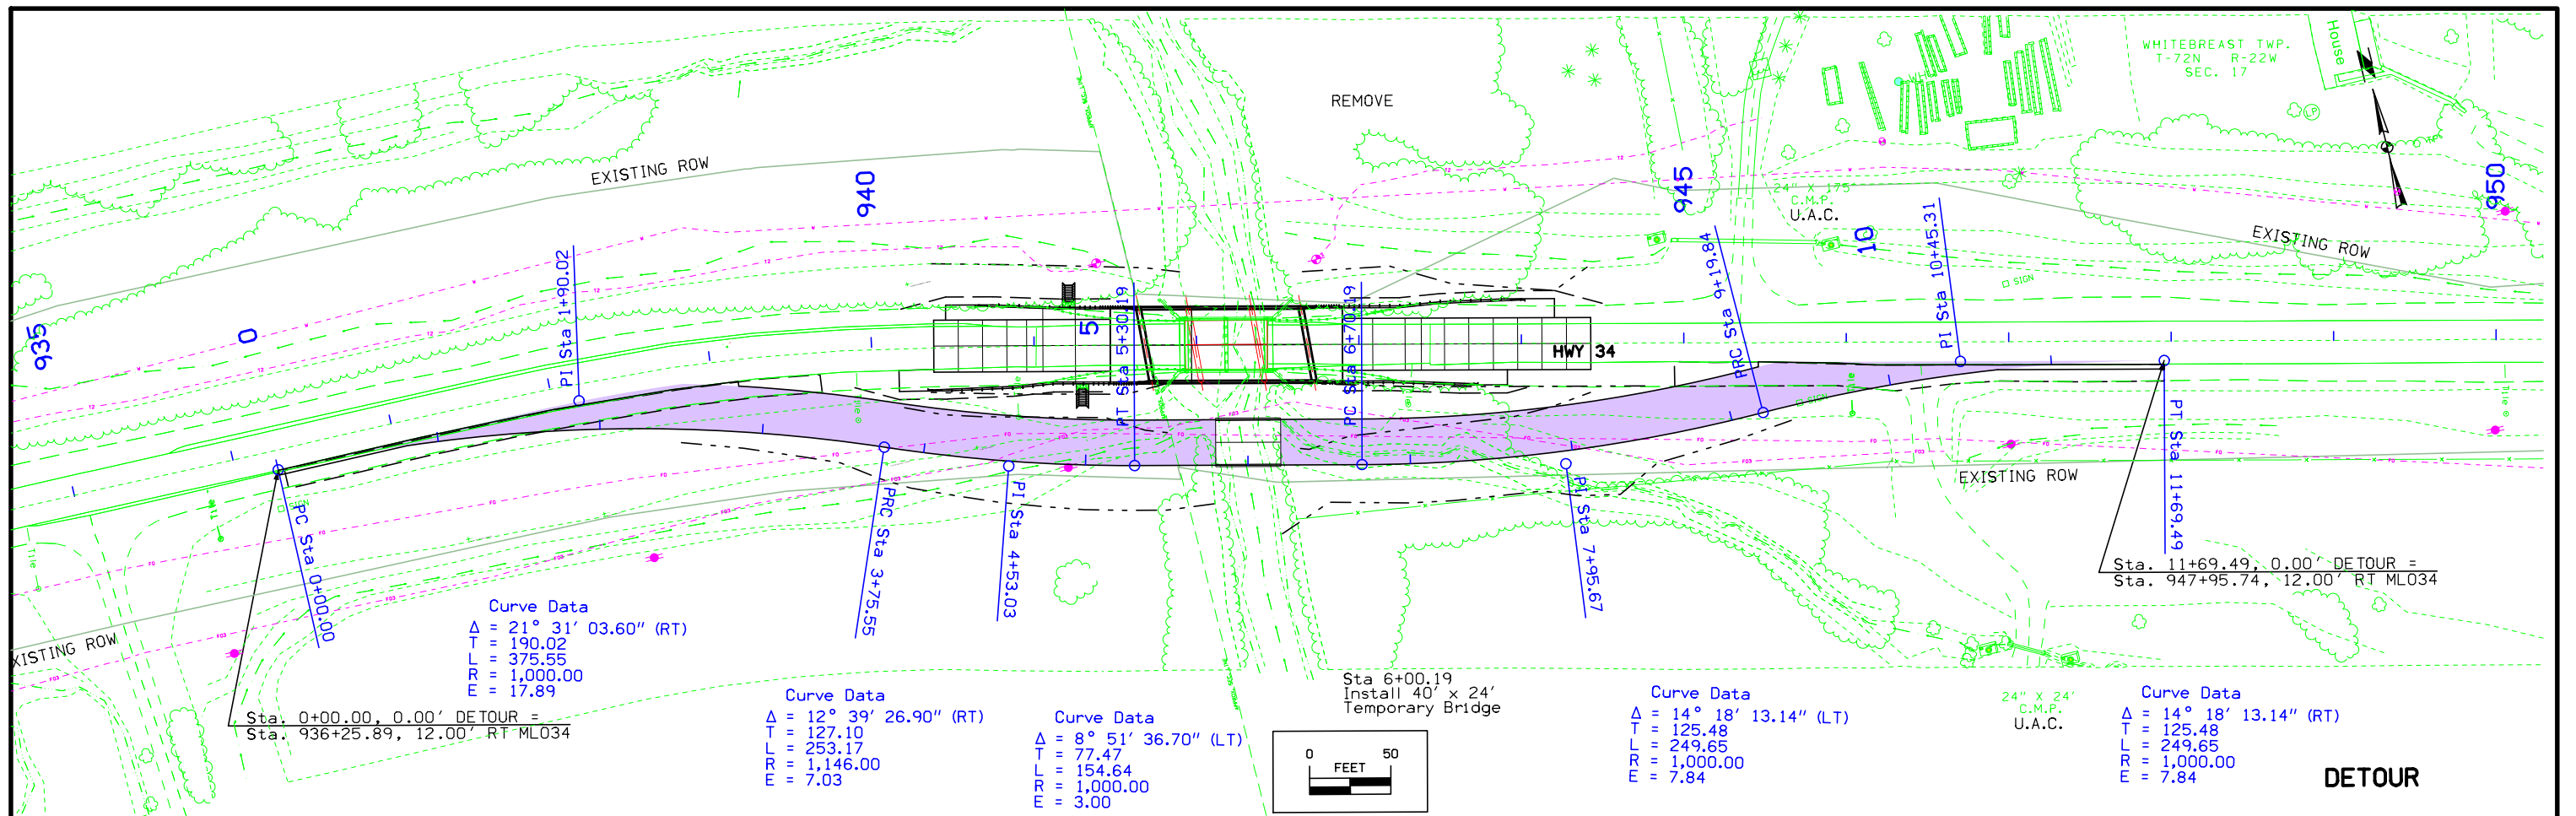 WHITEBREAST TWP.
T-72N R-22W
SEC. 17
House
LP
REMOVE
EXISTING ROW
940
945
950
24" X 175'
C.M.P.
U.A.C.
10
EXISTING ROW
SIGN
935
0
5
PI Sta 1+90.02
PT Sta 5+30.19
PC Sta 6+70.19
PRC Sta 9+19.84
PI Sta 10+45.31
HWY 34
SIGN
Tile
Tile
EXISTING ROW
SIGN
PC Sta 0+00.00
PRC Sta 3+75.55
PI Sta 4+53.03
PI Sta 7+95.67
PT Sta 11+69.49
Tile
Sta. 11+69.49, 0.00' DETOUR =
Sta. 947+95.74, 12.00' RT ML034
XISTING ROW
Curve Data
Δ = 21° 31' 03.60" (RT)
T = 190.02
L = 375.55
R = 1,000.00
E = 17.89
Sta. 0+00.00, 0.00' DETOUR =
Sta. 936+25.89, 12.00' RT ML034
Curve Data
Δ = 12° 39' 26.90" (RT)
T = 127.10
L = 253.17
R = 1,146.00
E = 7.03
Curve Data
Δ = 8° 51' 36.70" (LT)
T = 77.47
L = 154.64
R = 1,000.00
E = 3.00
Sta 6+00.19
Install 40' x 24'
Temporary Bridge
0 50
FEET
Curve Data
Δ = 14° 18' 13.14" (LT)
T = 125.48
L = 249.65
R = 1,000.00
E = 7.84
24" X 24'
C.M.P.
U.A.C.
Curve Data
Δ = 14° 18' 13.14" (RT)
T = 125.48
L = 249.65
R = 1,000.00
E = 7.84
DETOUR